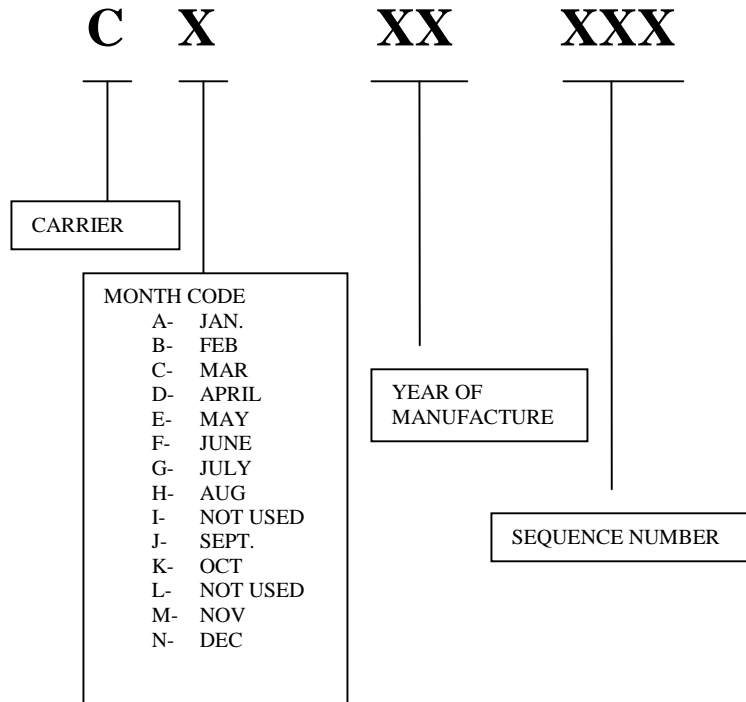 C X XX XXX
CARRIER
MONTH CODE
A- JAN.
B- FEB
C- MAR
D- APRIL
E- MAY
F- JUNE
G- JULY
H- AUG
I- NOT USED
J- SEPT.
K- OCT
L- NOT USED
M- NOV
N- DEC
YEAR OF
MANUFACTURE
SEQUENCE NUMBER